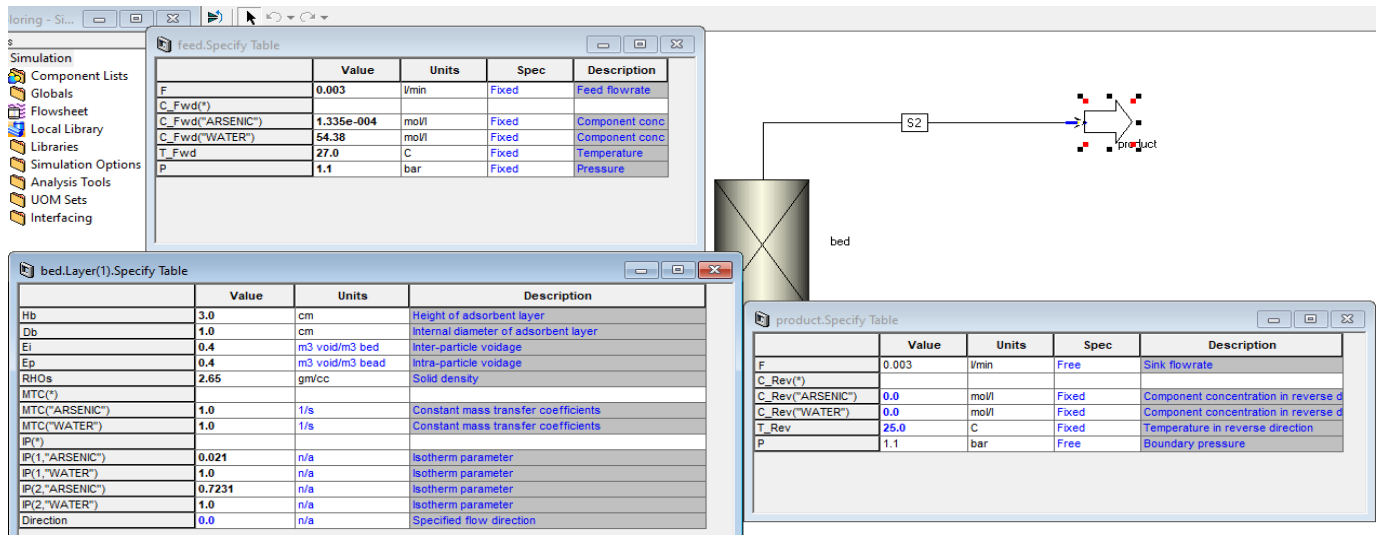 loring - Si...
s
Simulation
Component Lists
Globals
Flowsheet
Local Library
Libraries
Simulation Options
Analysis Tools
UOM Sets
Interfacing
feed.Specify Table
Value Units Spec Description
F 0.003 l/min Fixed Feed flowrate
C_Fwd(*)
C_Fwd("ARSENIC") 1.335e-004 mol/l Fixed Component conc
C_Fwd("WATER") 54.38 mol/l Fixed Component conc
T_Fwd 27.0 C Fixed Temperature
P 1.1 bar Fixed Pressure
S2
product
bed
bed.Layer(1).Specify Table
Value Units Description
Hb 3.0 cm Height of adsorbent layer
Db 1.0 cm Internal diameter of adsorbent layer
Ei 0.4 m3 void/m3 bed Inter-particle voidage
Ep 0.4 m3 void/m3 bead Intra-particle voidage
RHOs 2.65 gm/cc Solid density
MTC(*)
MTC("ARSENIC") 1.0 1/s Constant mass transfer coefficients
MTC("WATER") 1.0 1/s Constant mass transfer coefficients
IP(*)
IP(1,"ARSENIC") 0.021 n/a Isotherm parameter
IP(1,"WATER") 1.0 n/a Isotherm parameter
IP(2,"ARSENIC") 0.7231 n/a Isotherm parameter
IP(2,"WATER") 1.0 n/a Isotherm parameter
Direction 0.0 n/a Specified flow direction
product.Specify Table
Value Units Spec Description
F 0.003 l/min Free Sink flowrate
C_Rev(*)
C_Rev("ARSENIC") 0.0 mol/l Fixed Component concentration in reverse d
C_Rev("WATER") 0.0 mol/l Fixed Component concentration in reverse d
T_Rev 25.0 C Fixed Temperature in reverse direction
P 1.1 bar Free Boundary pressure